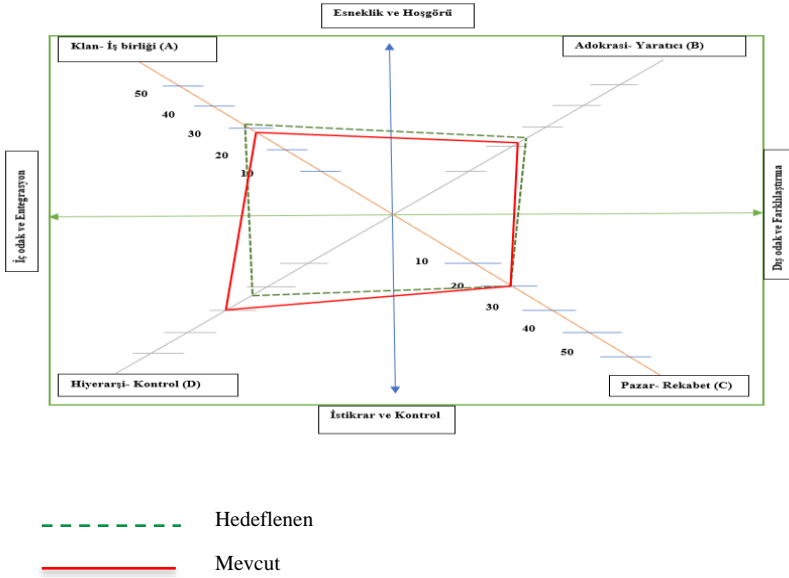 Esneklik ve Hoşgörü
Klan- İş birliği (A)
Adokrasi- Yaratıcı (B)
50
40
30
20
10
İç odak ve Entegrasyon
Dış odak ve Farklılaştırma
10
20
30
40
50
Hiyerarşi- Kontrol (D)
Pazar- Rekabet (C)
İstikrar ve Kontrol
Hedeflenen
Mevcut